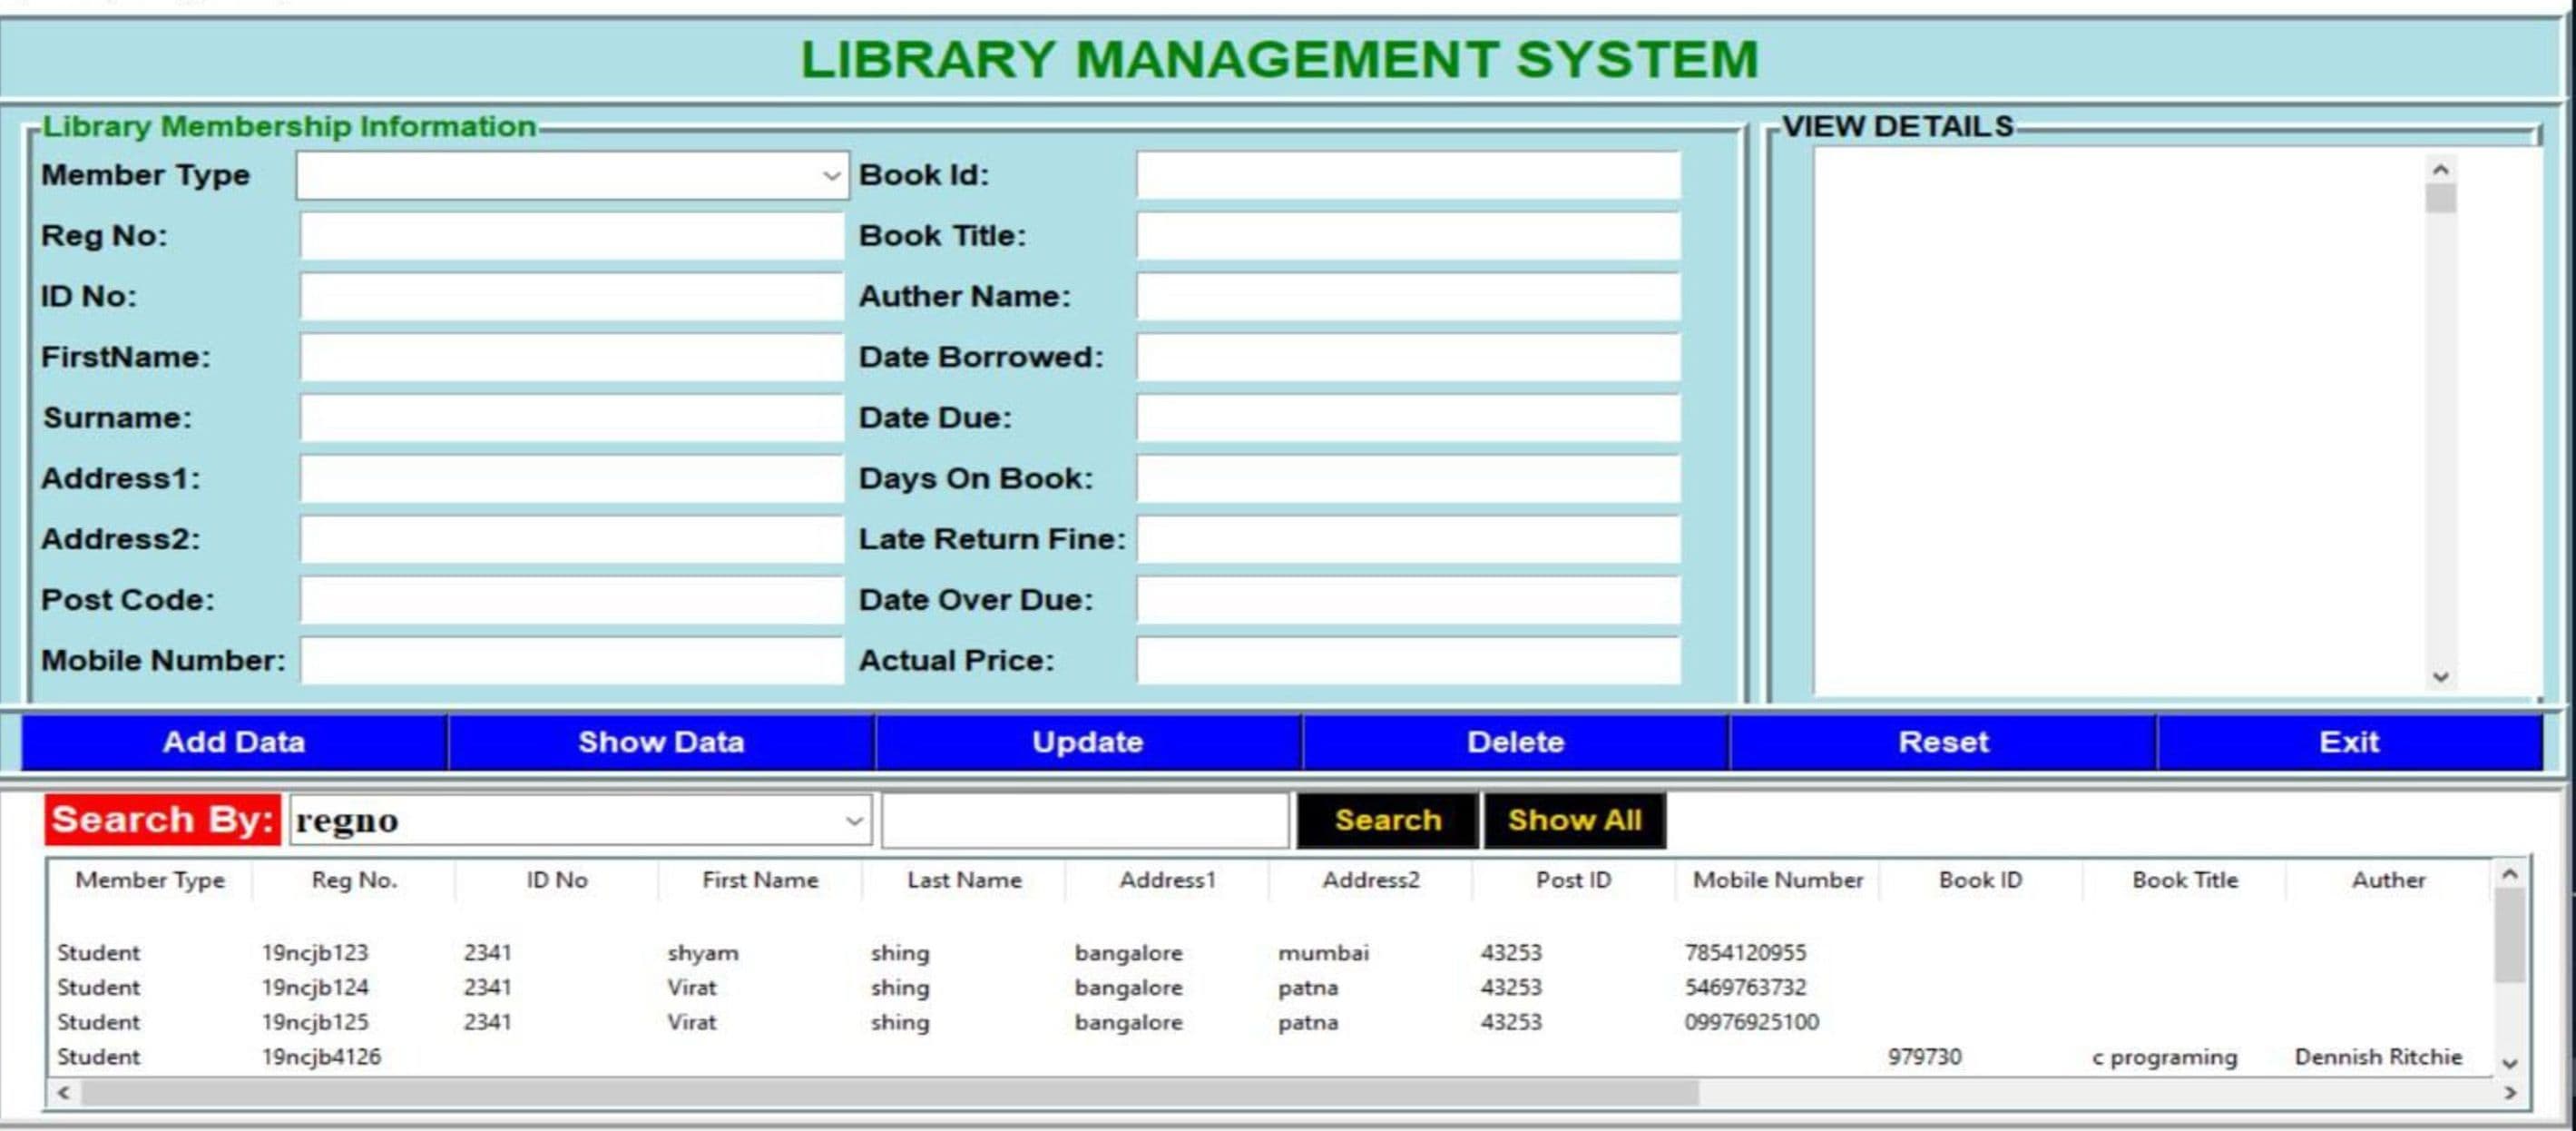 LIBRARY MANAGEMENT SYSTEM
Library Membership Information
VIEW DETAILS
Member Type Book Id:
Reg No: Book Title:
ID No: Auther Name:
FirstName: Date Borrowed:
Surname: Date Due:
Address1: Days On Book:
Address2: Late Return Fine:
Post Code: Date Over Due:
Mobile Number: Actual Price:
Add Data Show Data Update Delete Reset Exit
Search By: regno Search Show All
Member Type Reg No. ID No First Name Last Name Address1 Address2 Post ID Mobile Number Book ID Book Title Auther
Student 19ncjb123 2341 shyam shing bangalore mumbai 43253 7854120955
Student 19ncjb124 2341 Virat shing bangalore patna 43253 5469763732
Student 19ncjb125 2341 Virat shing bangalore patna 43253 09976925100
Student 19ncjb4126 979730 c programing Dennish Ritchie